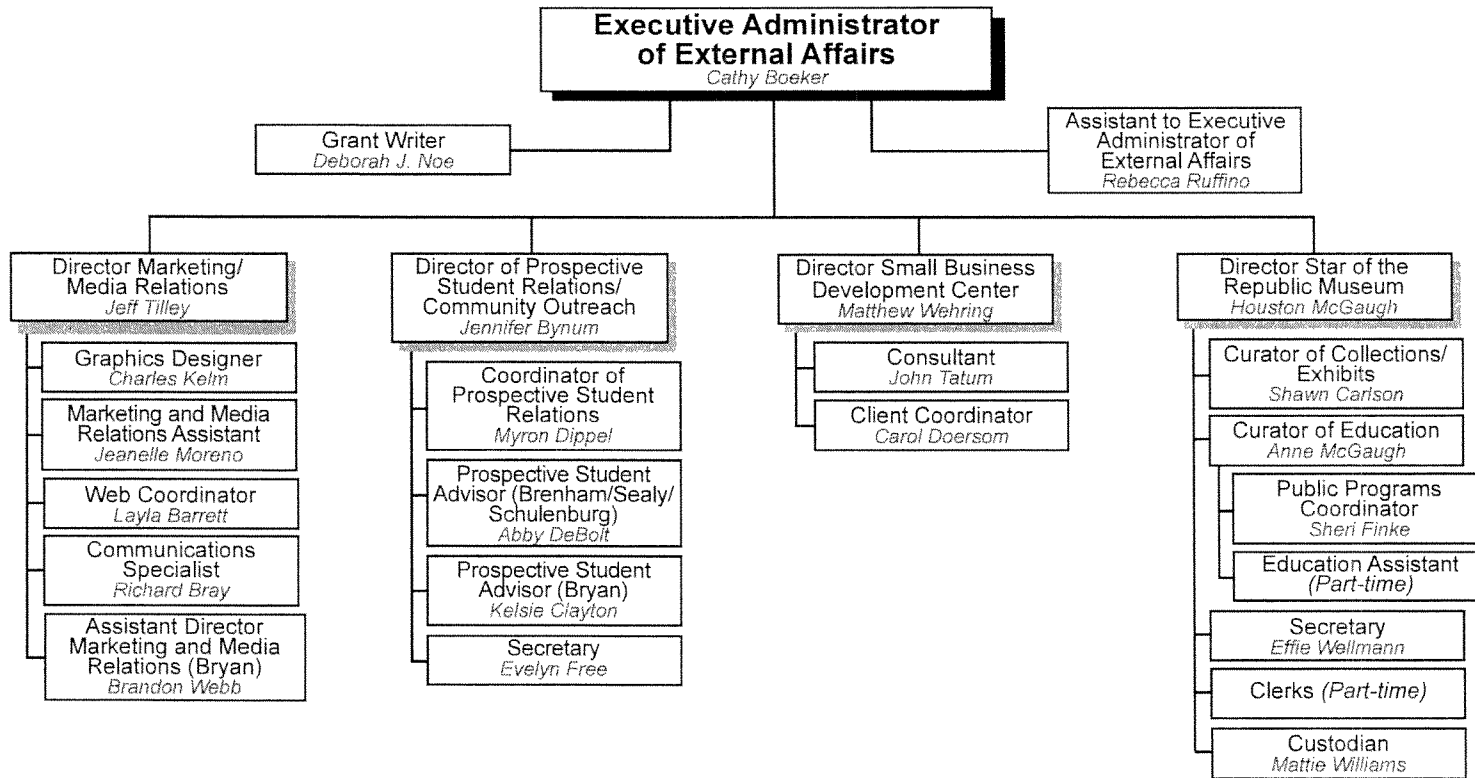 Executive Administrator
of External Affairs
Cathy Boeker
Grant Writer
Deborah J. Noe
Assistant to Executive
Administrator of
External Affairs
Rebecca Ruffino
Director Marketing/
Media Relations
Jeff Tilley
Graphics Designer
Charles Kelm
Marketing and Media
Relations Assistant
Jeanelle Moreno
Web Coordinator
Layla Barrett
Communications
Specialist
Richard Bray
Assistant Director
Marketing and Media
Relations (Bryan)
Brandon Webb
Director of Prospective
Student Relations/
Community Outreach
Jennifer Bynum
Coordinator of
Prospective Student
Relations
Myron Dippel
Prospective Student
Advisor (Brenham/Sealy/
Schulenburg)
Abby DeBolt
Prospective Student
Advisor (Bryan)
Kelsie Clayton
Secretary
Evelyn Free
Director Small Business
Development Center
Matthew Wehring
Consultant
John Tatum
Client Coordinator
Carol Doersom
Director Star of the
Republic Museum
Houston McGaugh
Curator of Collections/
Exhibits
Shawn Carlson
Curator of Education
Anne McGaugh
Public Programs
Coordinator
Sheri Finke
Education Assistant
(Part-time)
Secretary
Effie Wellmann
Clerks (Part-time)
Custodian
Mattie Williams